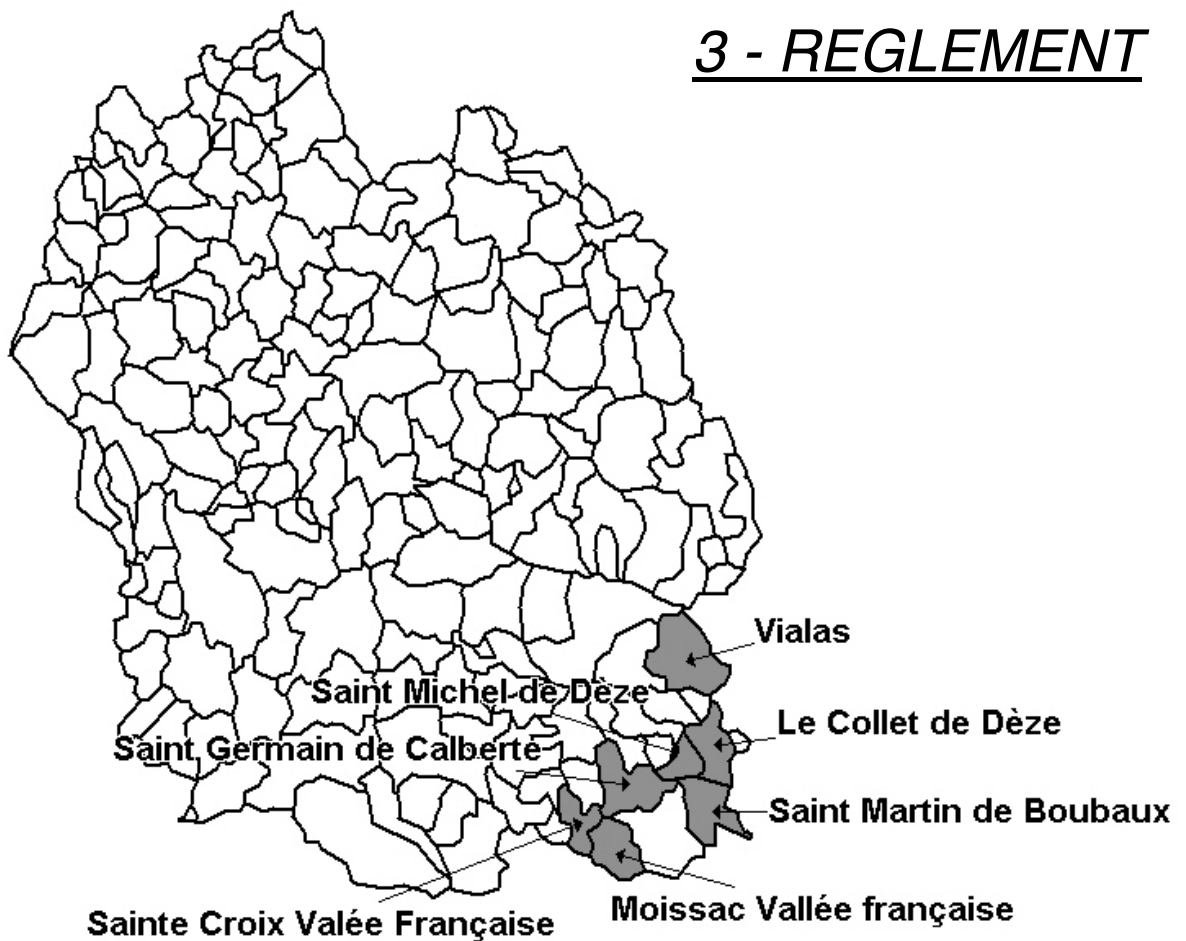 3 - REGLEMENT
Vialas
Saint Michel de Dèze
Le Collet de Dèze
Saint Germain de Calberte
Saint Martin de Boubaux
Moissac Vallée française
Sainte Croix Valée Française